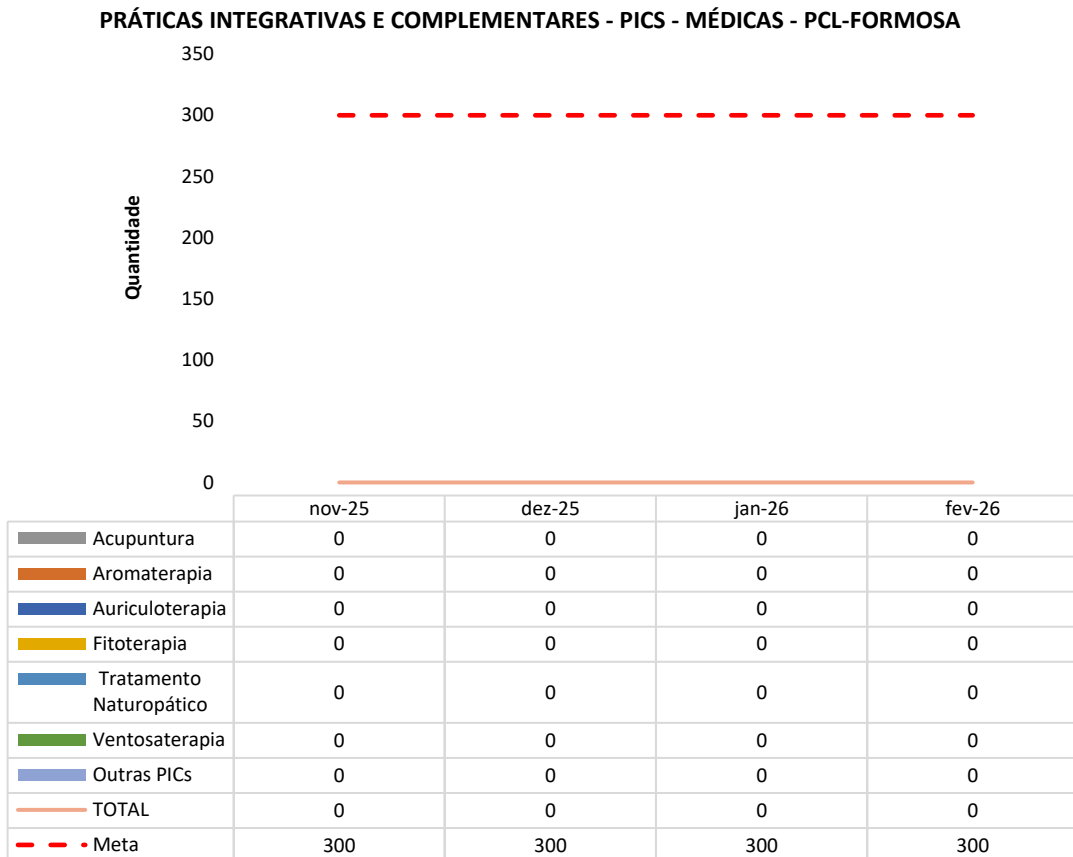 PRÁTICAS INTEGRATIVAS E COMPLEMENTARES - PICS - MÉDICAS - PCL-FORMOSA
350
300
250
200
150
100
50
0
Quantidade
nov-25 dez-25 jan-26 fev-26
Acupuntura 0 0 0 0
Aromaterapia 0 0 0 0
Auriculoterapia 0 0 0 0
Fitoterapia 0 0 0 0
Tratamento
Naturopático 0 0 0 0
Ventosaterapia 0 0 0 0
Outras PICs 0 0 0 0
TOTAL 0 0 0 0
Meta 300 300 300 300